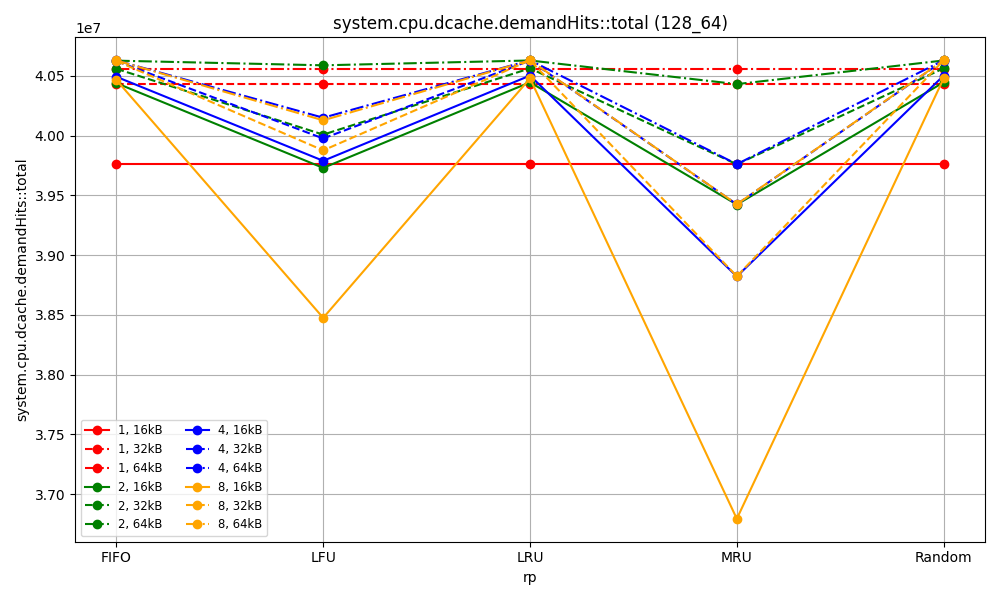 system.cpu.dcache.demandHits::total (128_64)
1e7
4.05
4.00
3.95
3.90
3.85
3.80
3.75
3.70
system.cpu.dcache.demandHits::total
1, 16kB
1, 32kB
1, 64kB
2, 16kB
2, 32kB
2, 64kB
4, 16kB
4, 32kB
4, 64kB
8, 16kB
8, 32kB
8, 64kB
FIFO LFU LRU MRU Random
rp